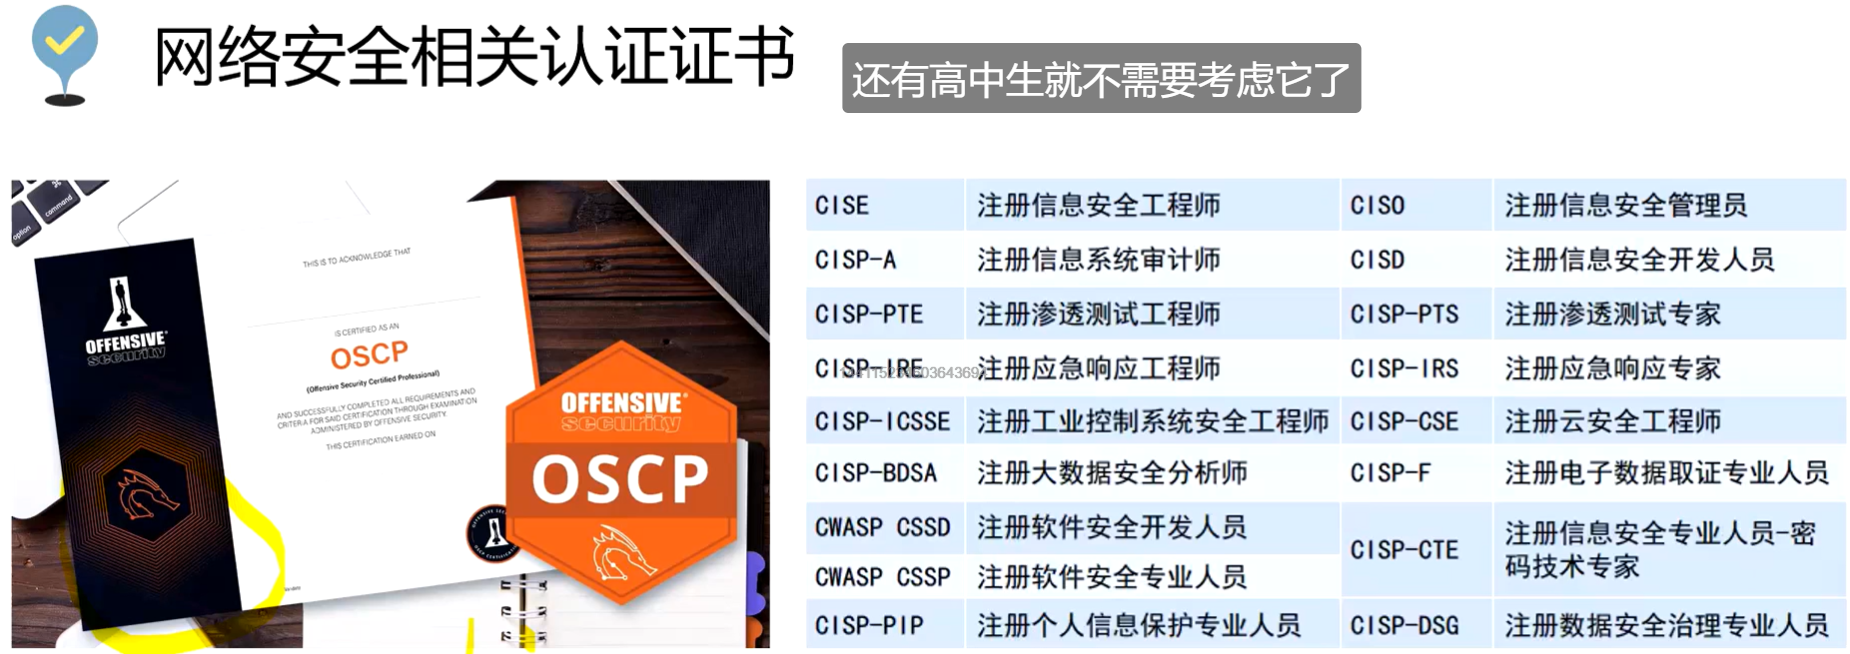 网络安全相关认证证书
还有高中生就不需要考虑它了
command
option
OFFENSIVE
security
THIS IS TO ACKNOWLEDGE THAT
IS CERTIFIED AS AN
OSCP
(Offensive Security Certified Professional)
AND SUCCESSFULLY COMPLETED ALL REQUIREMENTS AND
CRITERIA FOR SAID CERTIFICATION THROUGH EXAMINATION
ADMINISTERED BY OFFENSIVE SECURITY.
THIS CERTIFICATION EARNED ON
OFFENSIVE
security
OSCP
CISE 注册信息安全工程师 CISO 注册信息安全管理员
CISP-A 注册信息系统审计师 CISD 注册信息安全开发人员
CISP-PTE 注册渗透测试工程师 CISP-PTS 注册渗透测试专家
CISP-IRE 注册应急响应工程师 CISP-IRS 注册应急响应专家
CISP-ICSSE 注册工业控制系统安全工程师 CISP-CSE 注册云安全工程师
CISP-BDSA 注册大数据安全分析师 CISP-F 注册电子数据取证专业人员
CWASP CSSD 注册软件安全开发人员
CISP-CTE 注册信息安全专业人员-密
码技术专家
CWASP CSSP 注册软件安全专业人员
CISP-PIP 注册个人信息保护专业人员 CISP-DSG 注册数据安全治理专业人员